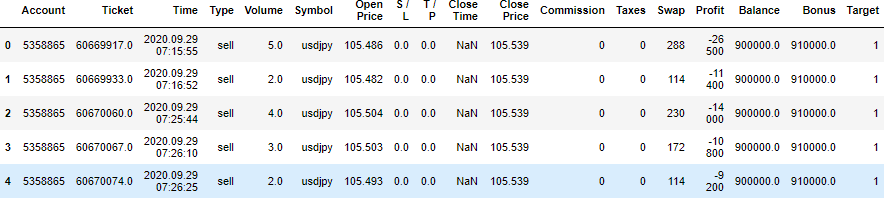 Account Ticket Time Type Volume Symbol Open Price S / L T / P Close Time Close Price Commission Taxes Swap Profit Balance Bonus Target
0 5358865 60669917.0 2020.09.29 07:15:55 sell 5.0 usdjpy 105.486 0.0 0.0 NaN 105.539 0 0 288 -26 500 900000.0 910000.0 1
1 5358865 60669933.0 2020.09.29 07:16:52 sell 2.0 usdjpy 105.482 0.0 0.0 NaN 105.539 0 0 114 -11 400 900000.0 910000.0 1
2 5358865 60670060.0 2020.09.29 07:25:44 sell 4.0 usdjpy 105.504 0.0 0.0 NaN 105.539 0 0 230 -14 000 900000.0 910000.0 1
3 5358865 60670067.0 2020.09.29 07:26:10 sell 3.0 usdjpy 105.503 0.0 0.0 NaN 105.539 0 0 172 -10 800 900000.0 910000.0 1
4 5358865 60670074.0 2020.09.29 07:26:25 sell 2.0 usdjpy 105.493 0.0 0.0 NaN 105.539 0 0 114 -9 200 900000.0 910000.0 1